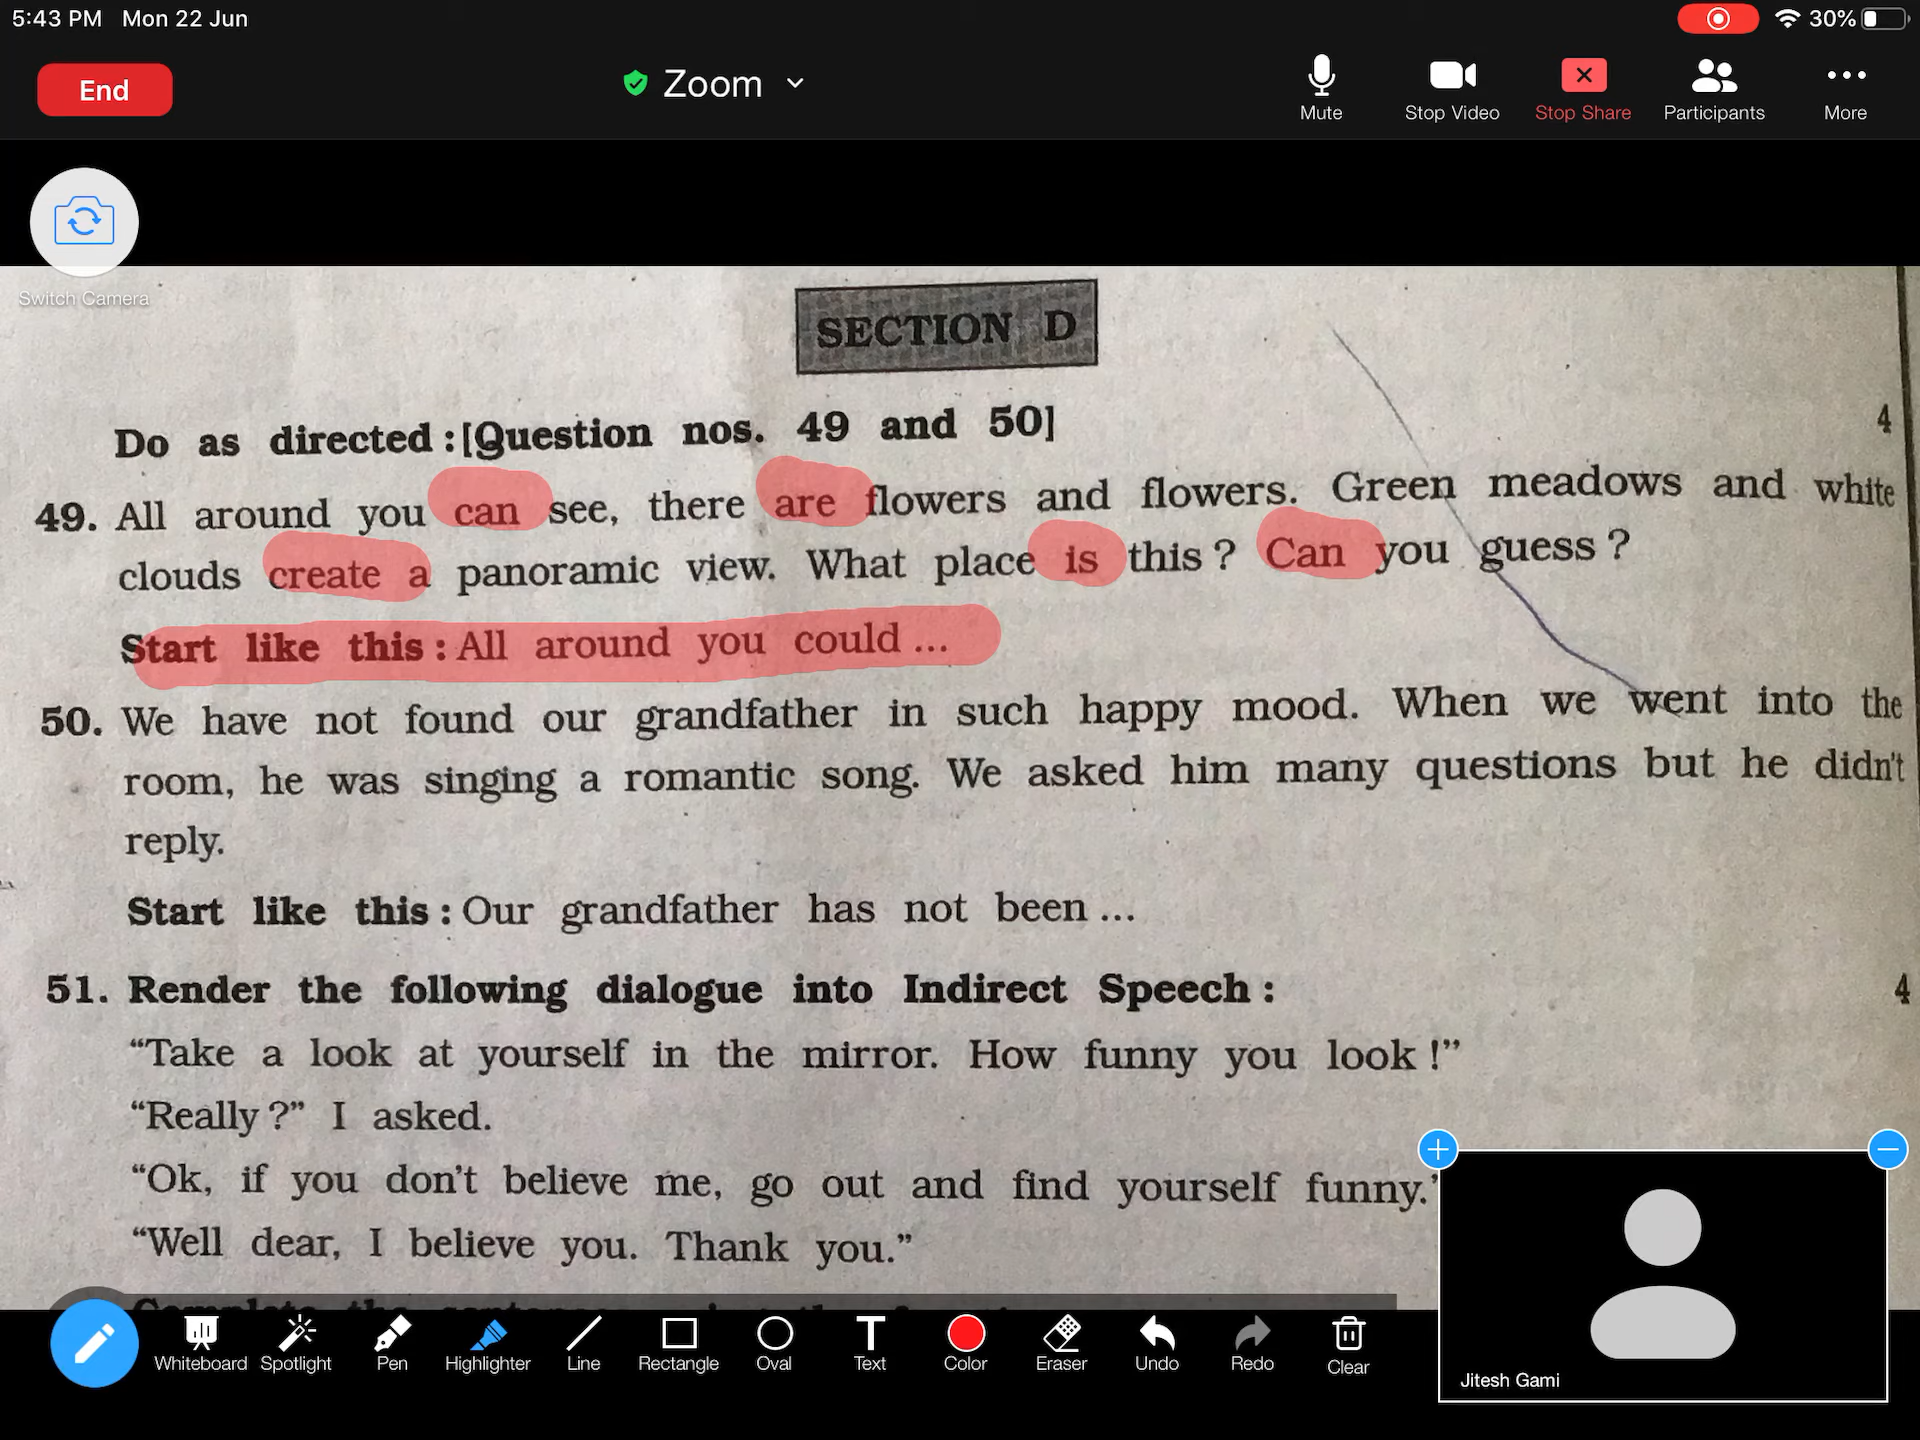 5:43 PM Mon 22 Jun
30%
End
Zoom
Mute
Stop Video
Stop Share
Participants
More
Switch Camera
SECTION D
Do as directed : [Question nos. 49 and 50] 4
49. All around you can see, there are flowers and flowers. Green meadows and white
clouds create a panoramic view. What place is this ? Can you guess ?
Start like this : All around you could ...
50. We have not found our grandfather in such happy mood. When we went into the
room, he was singing a romantic song. We asked him many questions but he didn't
reply.
Start like this : Our grandfather has not been ...
51. Render the following dialogue into Indirect Speech : 4
“Take a look at yourself in the mirror. How funny you look !”
“Really ?” I asked.
“Ok, if you don't believe me, go out and find yourself funny.”
“Well dear, I believe you. Thank you.”
Complete the
Whiteboard
Spotlight
Pen
Highlighter
Line
Rectangle
Oval
Text
Color
Eraser
Undo
Redo
Clear
Jitesh Gami